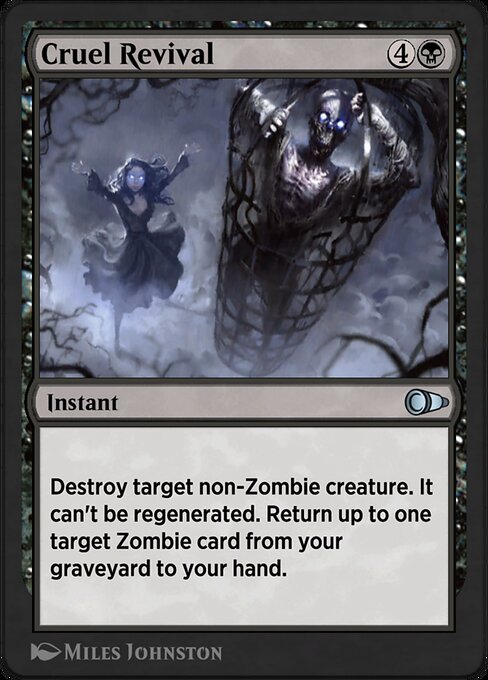 Cruel Revival 4
Instant
Destroy target non-Zombie creature. It
can't be regenerated. Return up to one
target Zombie card from your
graveyard to your hand.
Miles Johnston